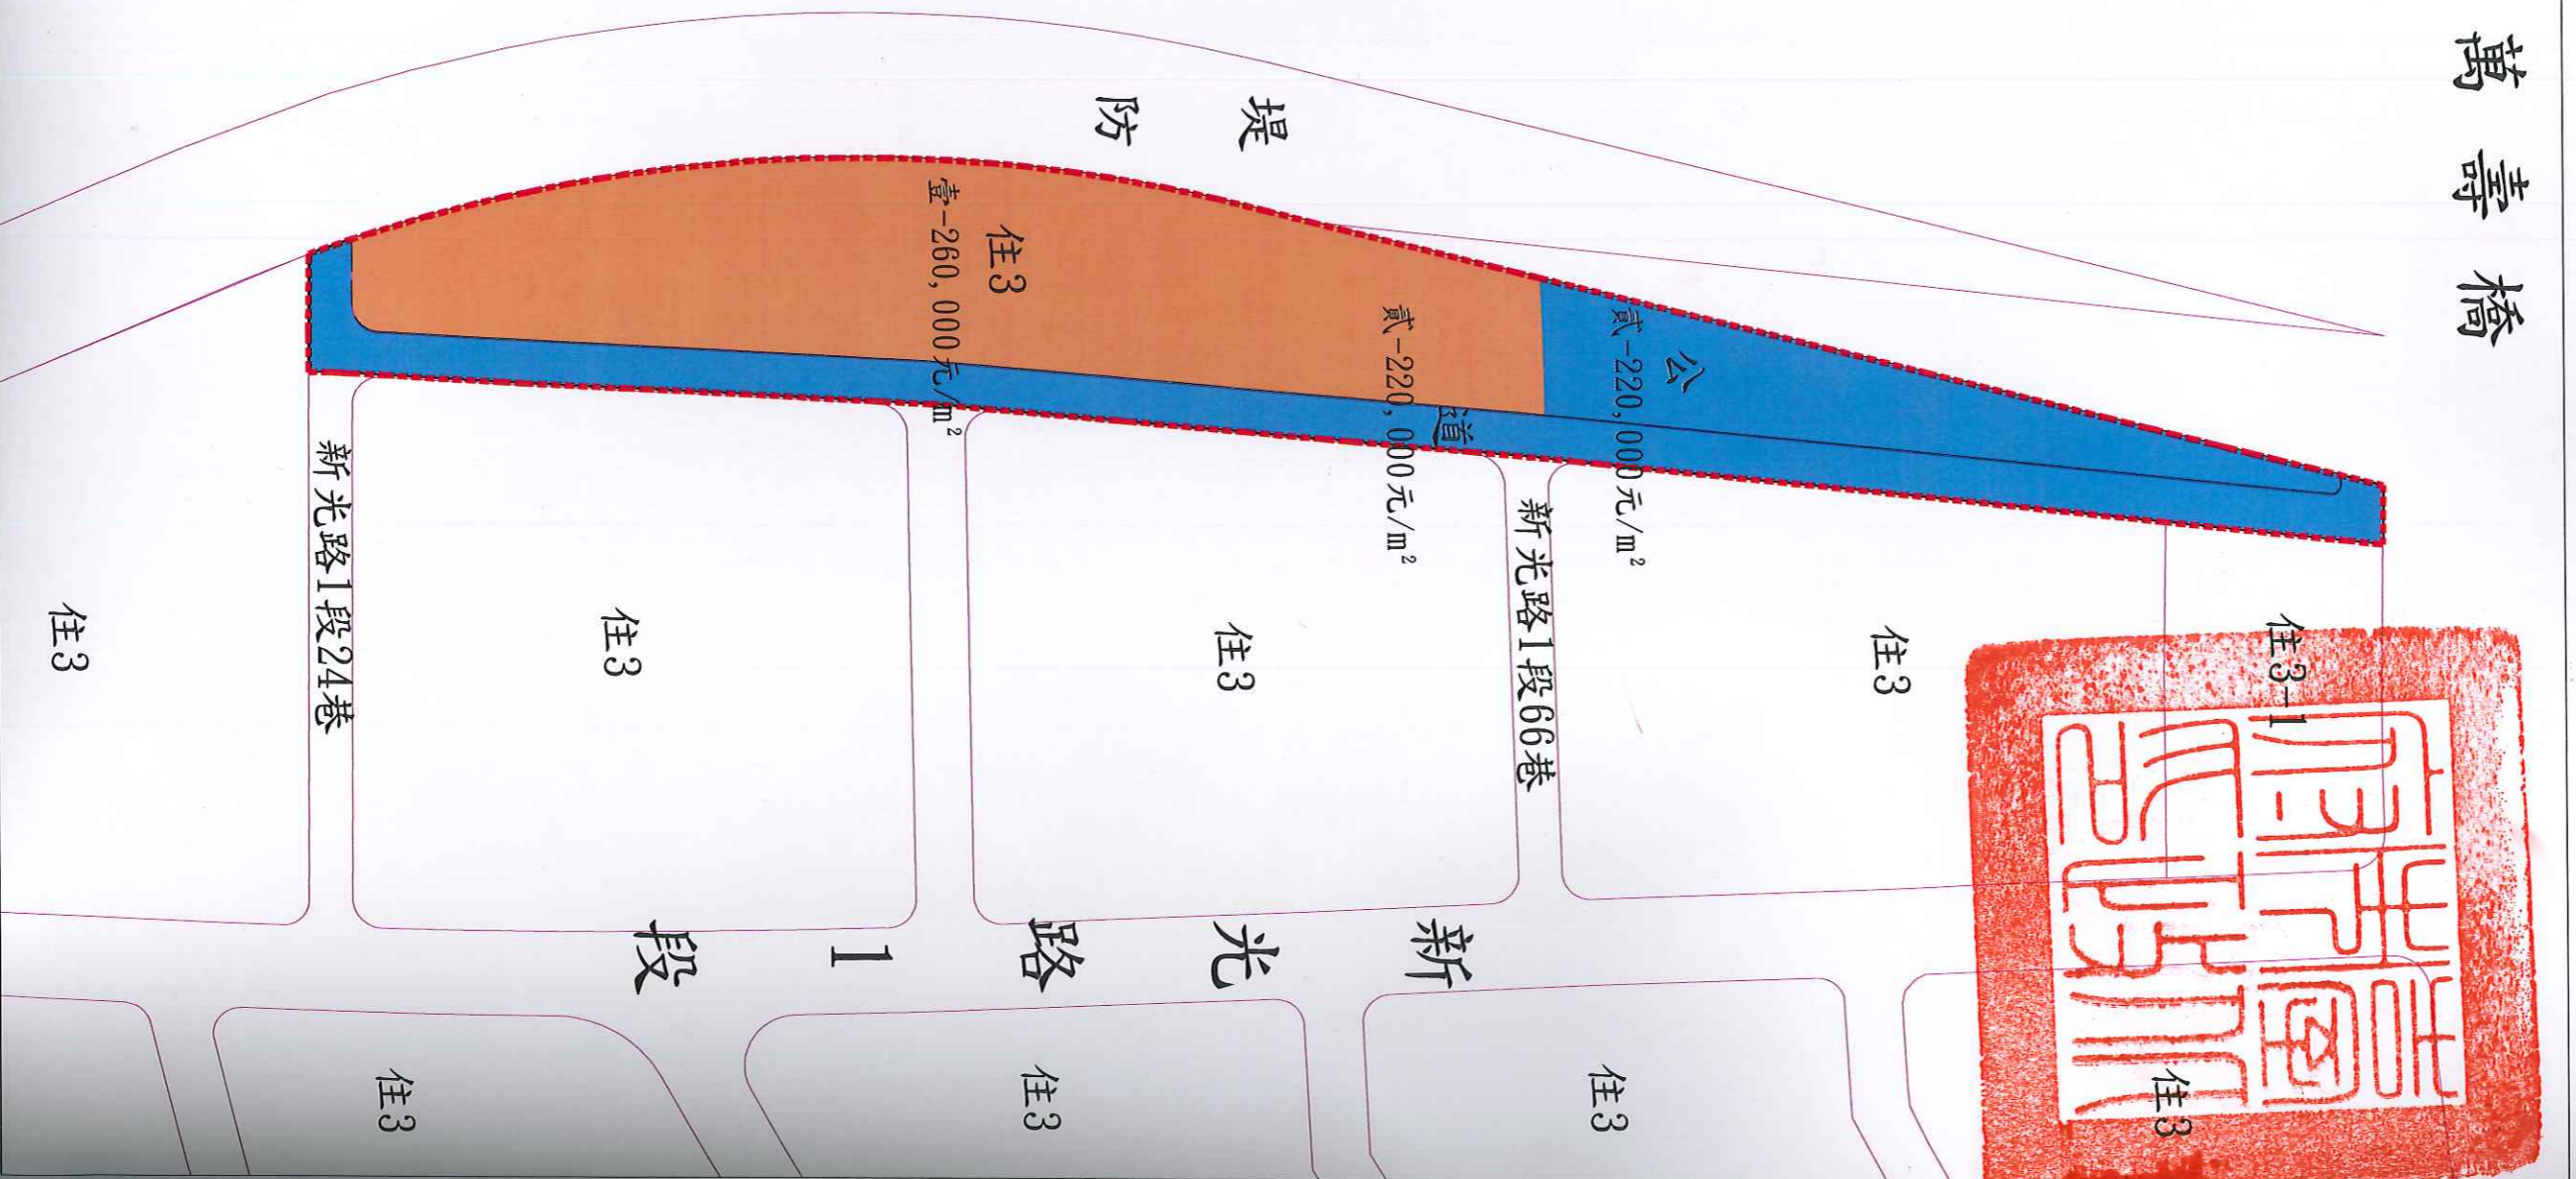 萬壽橋
堤防
住3
壹-260,000元/m²
貳-220,000元/m²
公
貳-220,000元/m²
道
新光路1段24巷
新光路1段66巷
住3
住3
住3
住3
住3-1
新光路1段
住3
住3
住3
住3